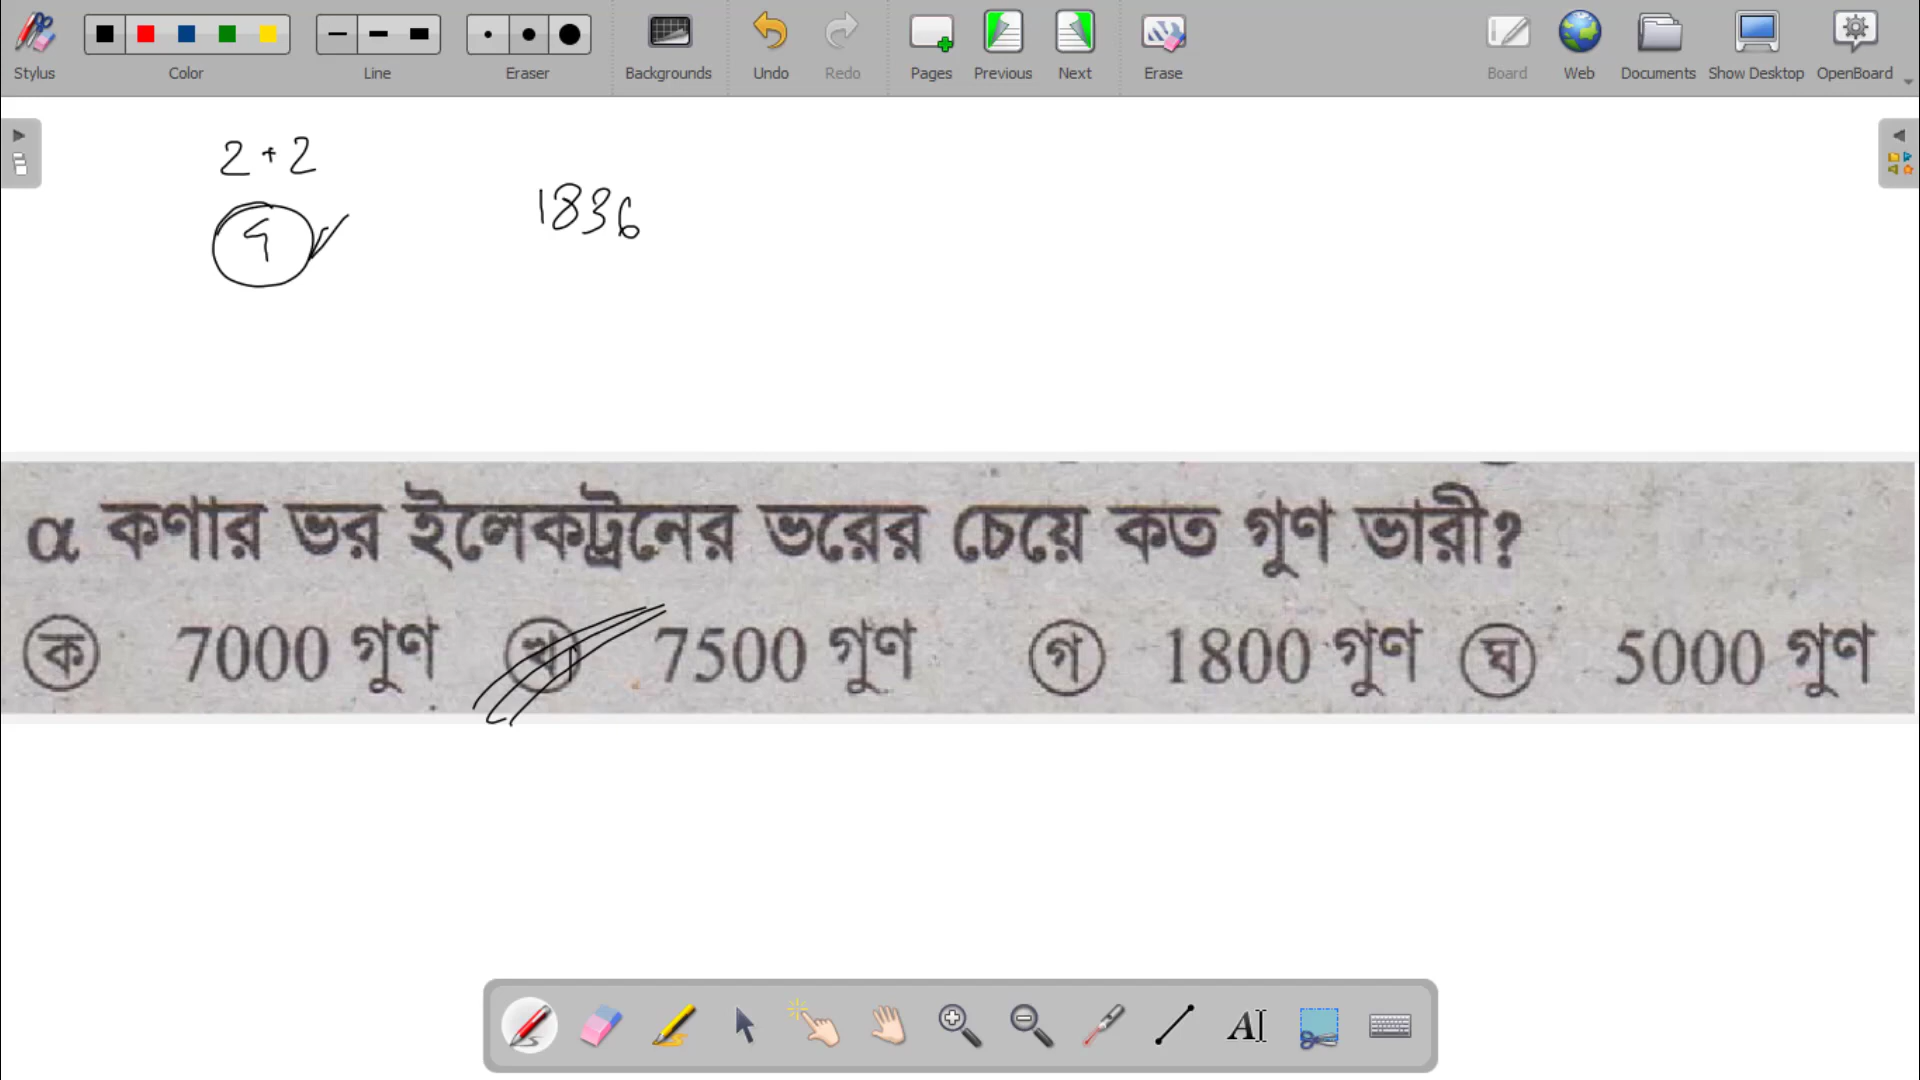 Stylus Color Line Eraser Backgrounds Undo Redo Pages Previous Next Erase Board Web Documents Show Desktop OpenBoard
2 + 2
4
1836
α কণার ভর ইলেকট্রনের ভরের চেয়ে কত গুণ ভারী?
ক 7000 গুণ খ 7500 গুণ গ 1800 গুণ ঘ 5000 গুণ